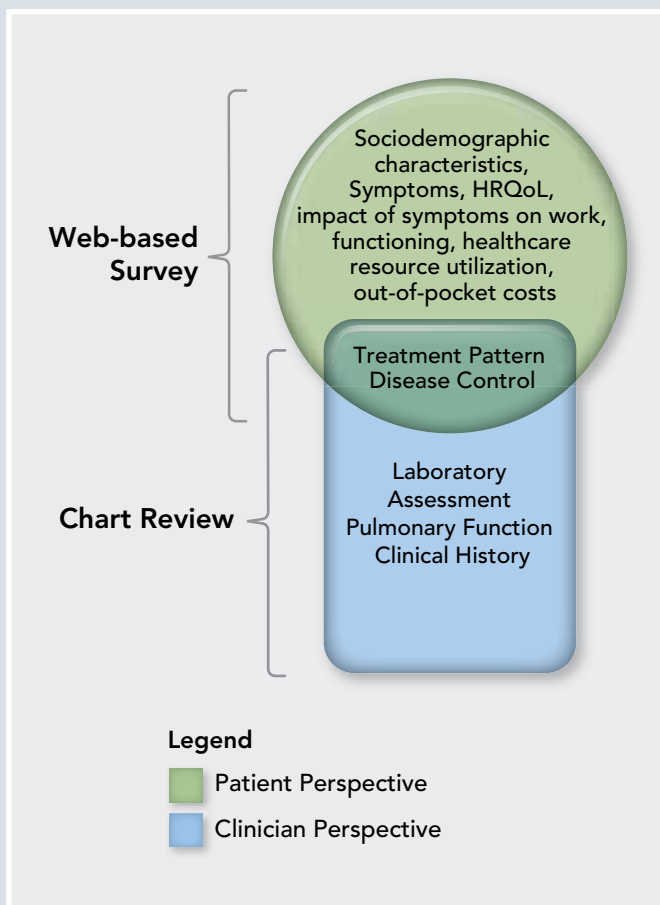 Sociodemographic
characteristics,
Symptoms, HRQoL,
impact of symptoms on work,
functioning, healthcare
resource utilization,
out-of-pocket costs
Web-based
Survey
Treatment Pattern
Disease Control
Chart Review
Laboratory
Assessment
Pulmonary Function
Clinical History
Legend
Patient Perspective
Clinician Perspective